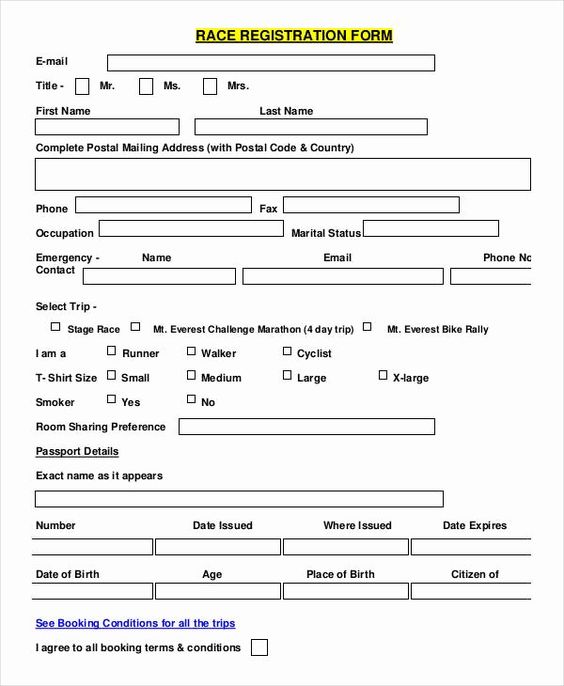 RACE REGISTRATION FORM
E-mail
Title - Mr. Ms. Mrs.
First Name Last Name
Complete Postal Mailing Address (with Postal Code & Country)
Phone Fax
Occupation Marital Status
Emergency - Name Email Phone No
Contact
Select Trip -
Stage Race Mt. Everest Challenge Marathon (4 day trip) Mt. Everest Bike Rally
I am a Runner Walker Cyclist
T- Shirt Size Small Medium Large X-large
Smoker Yes No
Room Sharing Preference
Passport Details
Exact name as it appears
Number Date Issued Where Issued Date Expires
Date of Birth Age Place of Birth Citizen of
See Booking Conditions for all the trips
I agree to all booking terms & conditions